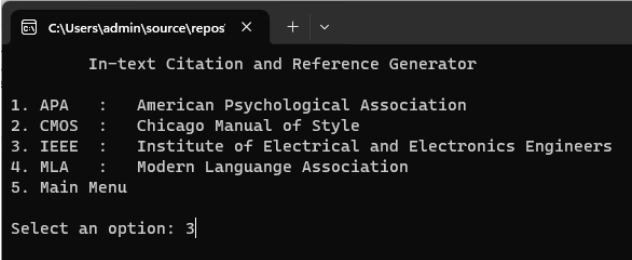 C:\Users\admin\source\repos
In-text Citation and Reference Generator
1. APA : American Psychological Association
2. CMOS : Chicago Manual of Style
3. IEEE : Institute of Electrical and Electronics Engineers
4. MLA : Modern Languange Association
5. Main Menu
Select an option: 3